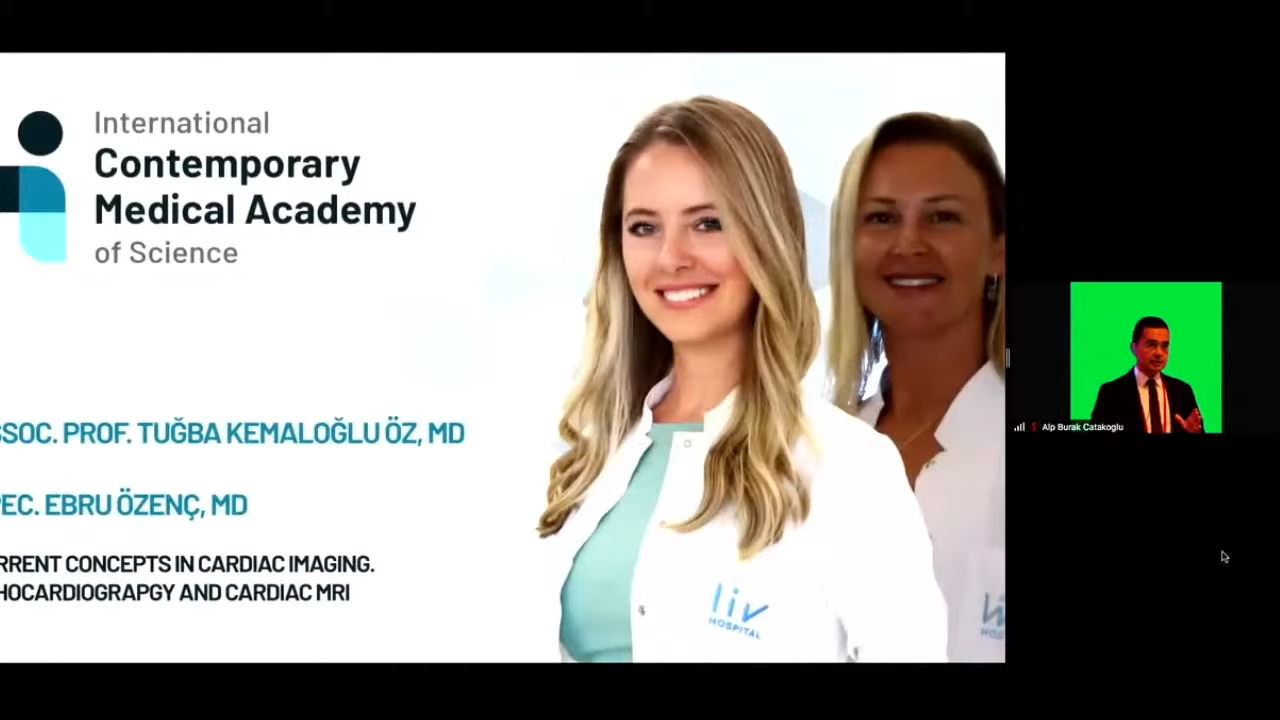 International
Contemporary
Medical Academy
of Science
SSOC. PROF. TUĞBA KEMALOĞLU ÖZ, MD
PEC. EBRU ÖZENÇ, MD
RRENT CONCEPTS IN CARDIAC IMAGING.
HOCARDIOGRAPGY AND CARDIAC MRI
liv
HOSPITAL
Alp Burak Catakoglu